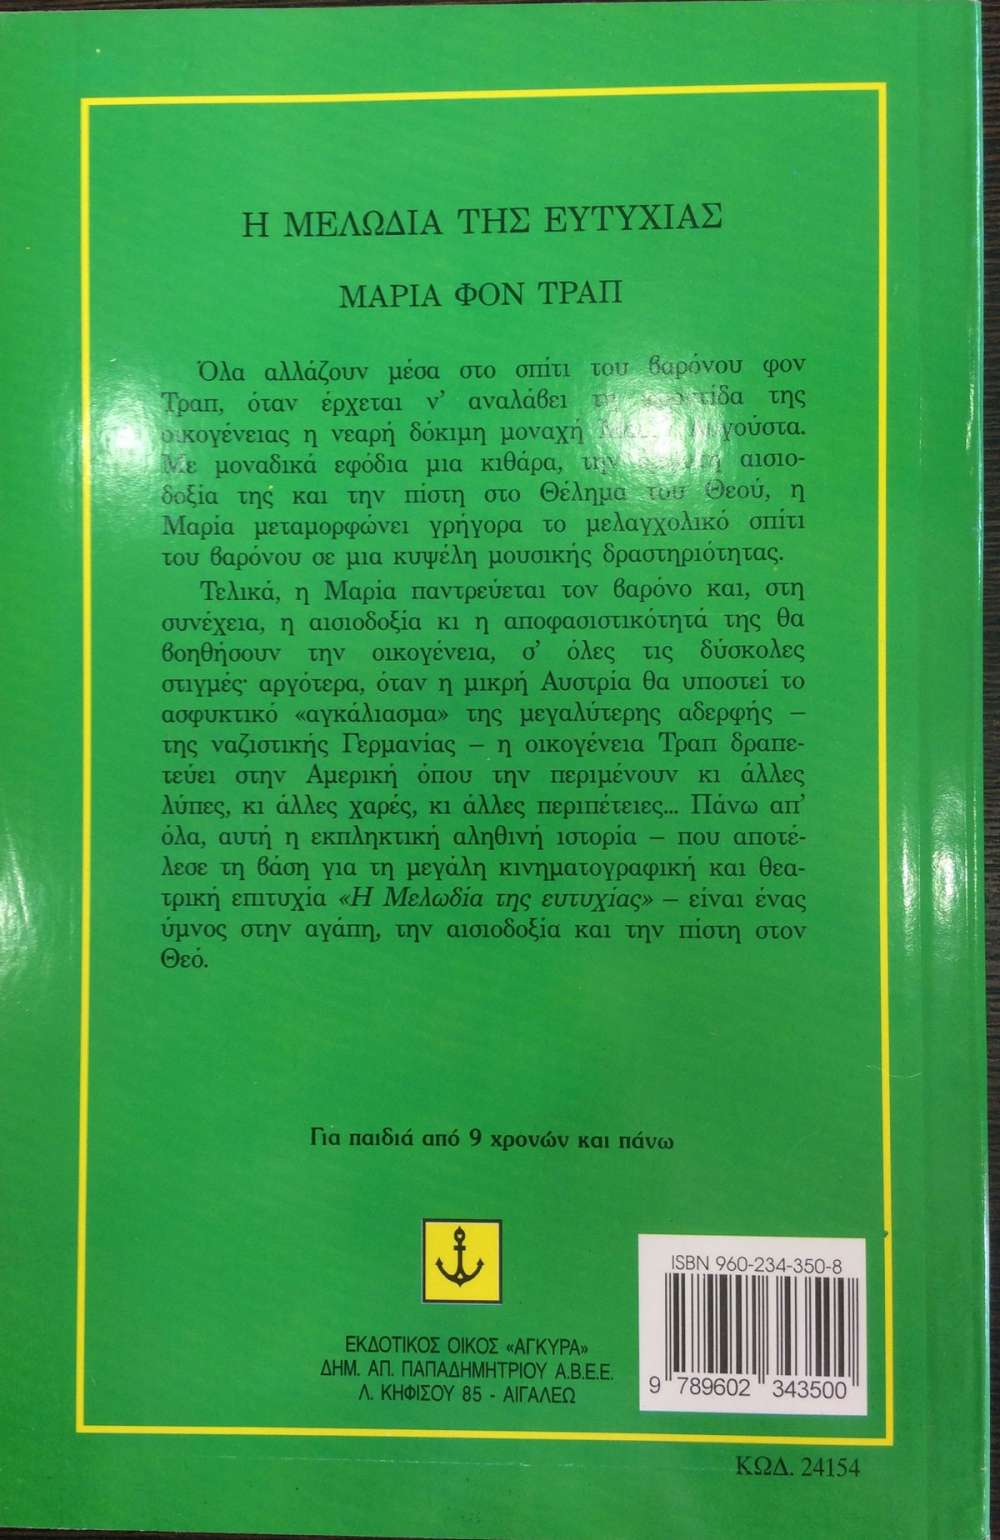 Η ΜΕΛΩΔΙΑ ΤΗΣ ΕΥΤΥΧΙΑΣ
ΜΑΡΙΑ ΦΟΝ ΤΡΑΠ
Όλα αλλάζουν μέσα στο σπίτι του βαρόνου φον
Τραπ, όταν έρχεται ν' αναλάβει της
οικογένειας η νεαρή δόκιμη μοναχή
Με μοναδικά εφόδια μια κιθάρα, την αισιο-
δοξία της και την πίστη στο Θέλημα του Θεού, η
Μαρία μεταμορφώνει γρήγορα το μελαγχολικό σπίτι
του βαρόνου σε μια κυψέλη μουσικής δραστηριότητας.
Τελικά, η Μαρία παντρεύεται τον βαρόνο και, στη
συνέχεια, η αισιοδοξία κι η αποφασιστικότητά της θα
βοηθήσουν την οικογένεια, σ' όλες τις δύσκολες
στιγμές· αργότερα, όταν η μικρή Αυστρία θα υποστεί το
ασφυκτικό «αγκάλιασμα» της μεγαλύτερης αδερφής –
της ναζιστικής Γερμανίας – η οικογένεια Τραπ δραπε-
τεύει στην Αμερική όπου την περιμένουν κι άλλες
λύπες, κι άλλες χαρές, κι άλλες περιπέτειες... Πάνω απ'
όλα, αυτή η εκπληκτική αληθινή ιστορία – που αποτέ-
λεσε τη βάση για τη μεγάλη κινηματογραφική και θεα-
τρική επιτυχία «Η Μελωδία της ευτυχίας» – είναι ένας
ύμνος στην αγάπη, την αισιοδοξία και την πίστη στον
Θεό.
Για παιδιά από 9 χρονών και πάνω
ΕΚΔΟΤΙΚΟΣ ΟΙΚΟΣ «ΑΓΚΥΡΑ»
ΔΗΜ. ΑΠ. ΠΑΠΑΔΗΜΗΤΡΙΟΥ Α.Β.Ε.Ε.
Λ. ΚΗΦΙΣΟΥ 85 - ΑΙΓΑΛΕΩ
ISBN 960-234-350-8
9 789602 343500
ΚΩΔ. 24154